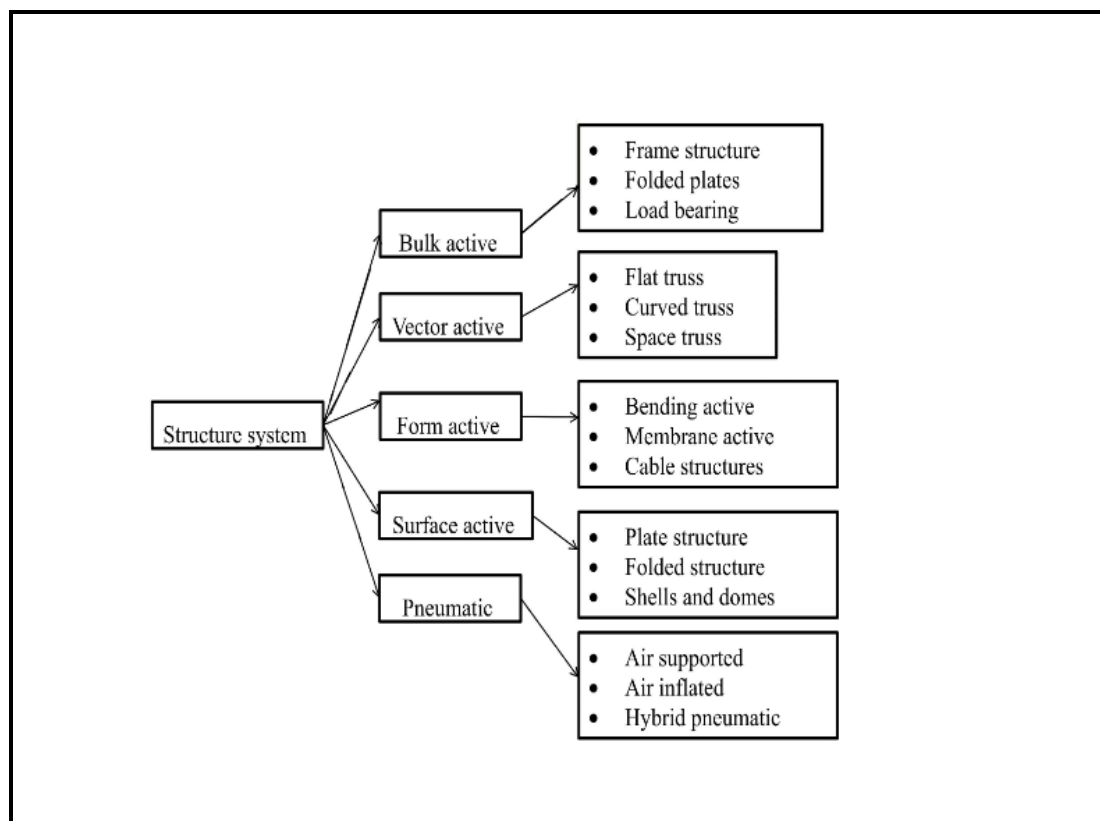 Structure system
Bulk active
Vector active
Form active
Surface active
Pneumatic
• Frame structure
• Folded plates
• Load bearing
• Flat truss
• Curved truss
• Space truss
• Bending active
• Membrane active
• Cable structures
• Plate structure
• Folded structure
• Shells and domes
• Air supported
• Air inflated
• Hybrid pneumatic